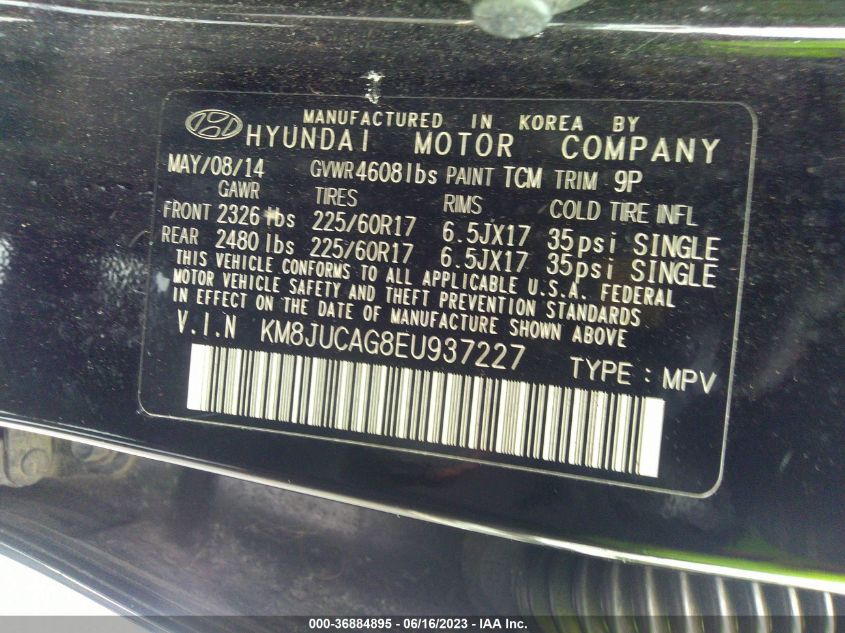 MANUFACTURED IN KOREA BY
HYUNDAI MOTOR COMPANY
MAY/08/14 GVWR 4608 lbs PAINT TCM TRIM 9P
GAWR TIRES RIMS COLD TIRE INFL
FRONT 2326 lbs 225/60R17 6.5JX17 35psi SINGLE
REAR 2480 lbs 225/60R17 6.5JX17 35psi SINGLE
THIS VEHICLE CONFORMS TO ALL APPLICABLE U.S.A. FEDERAL
MOTOR VEHICLE SAFETY AND THEFT PREVENTION STANDARDS
IN EFFECT ON THE DATE OF MANUFACTURE SHOWN ABOVE
V.I.N KM8JUCAG8EU937227 TYPE : MPV
000-36884895 - 06/16/2023 - IAA Inc.